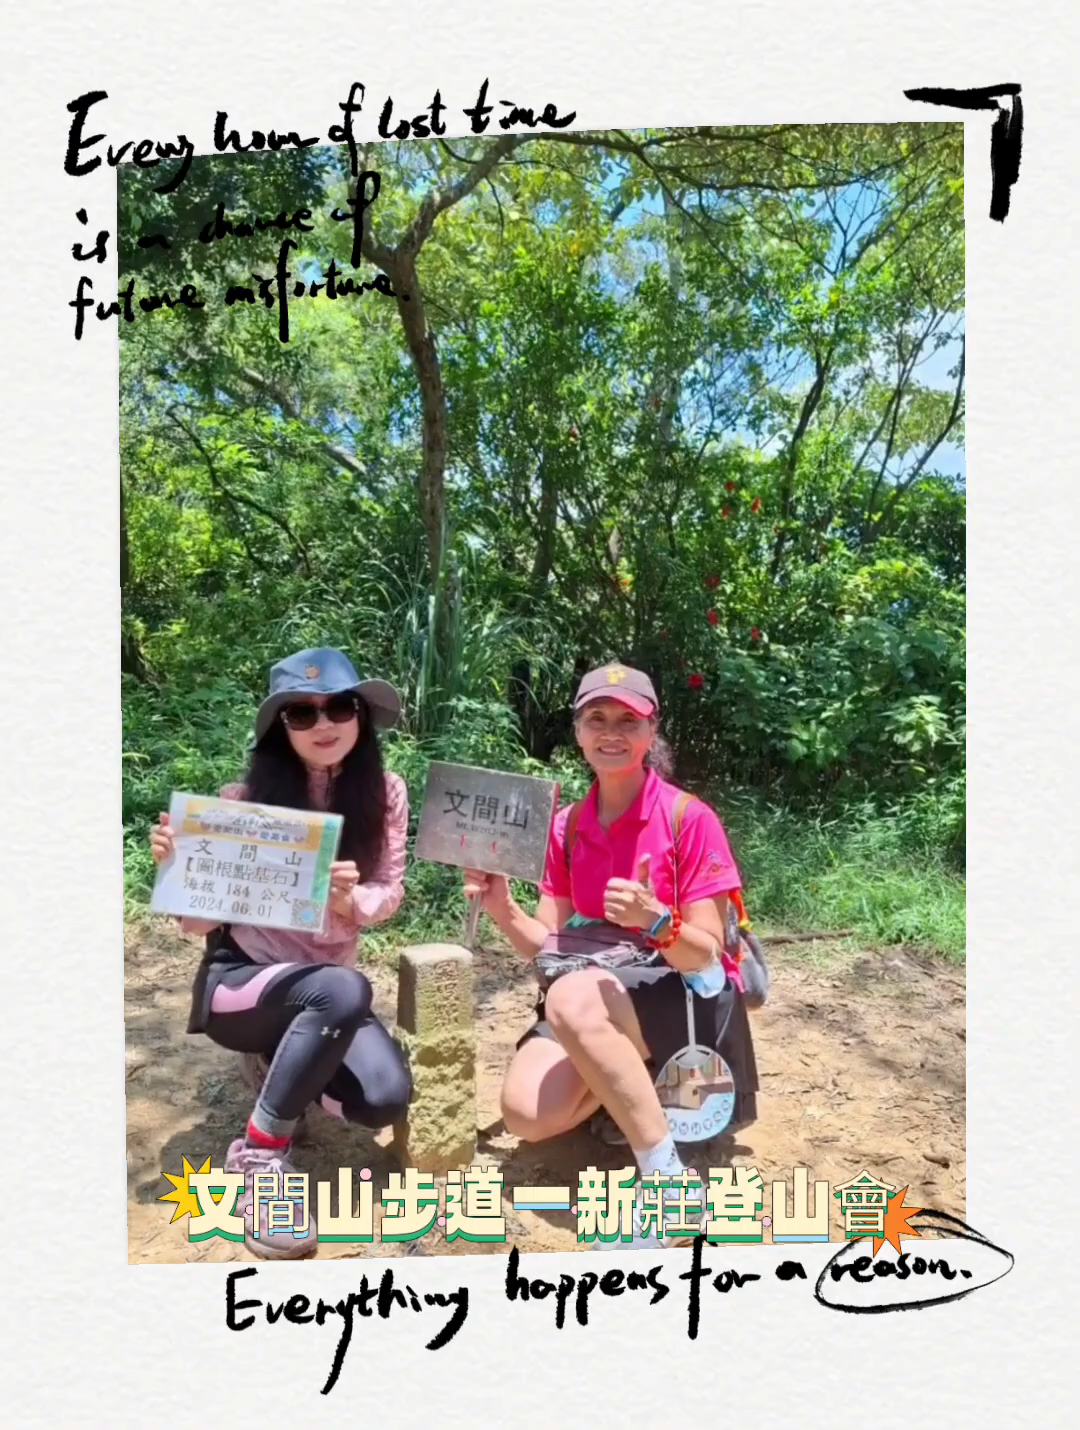 Every hour of lost time
is a chance of
future misfortune.
文間山
【圖根點基石】
海拔 184 公尺
2024.06.01
文間山
文間山步道一新莊登山會
Everything happens for a reason.